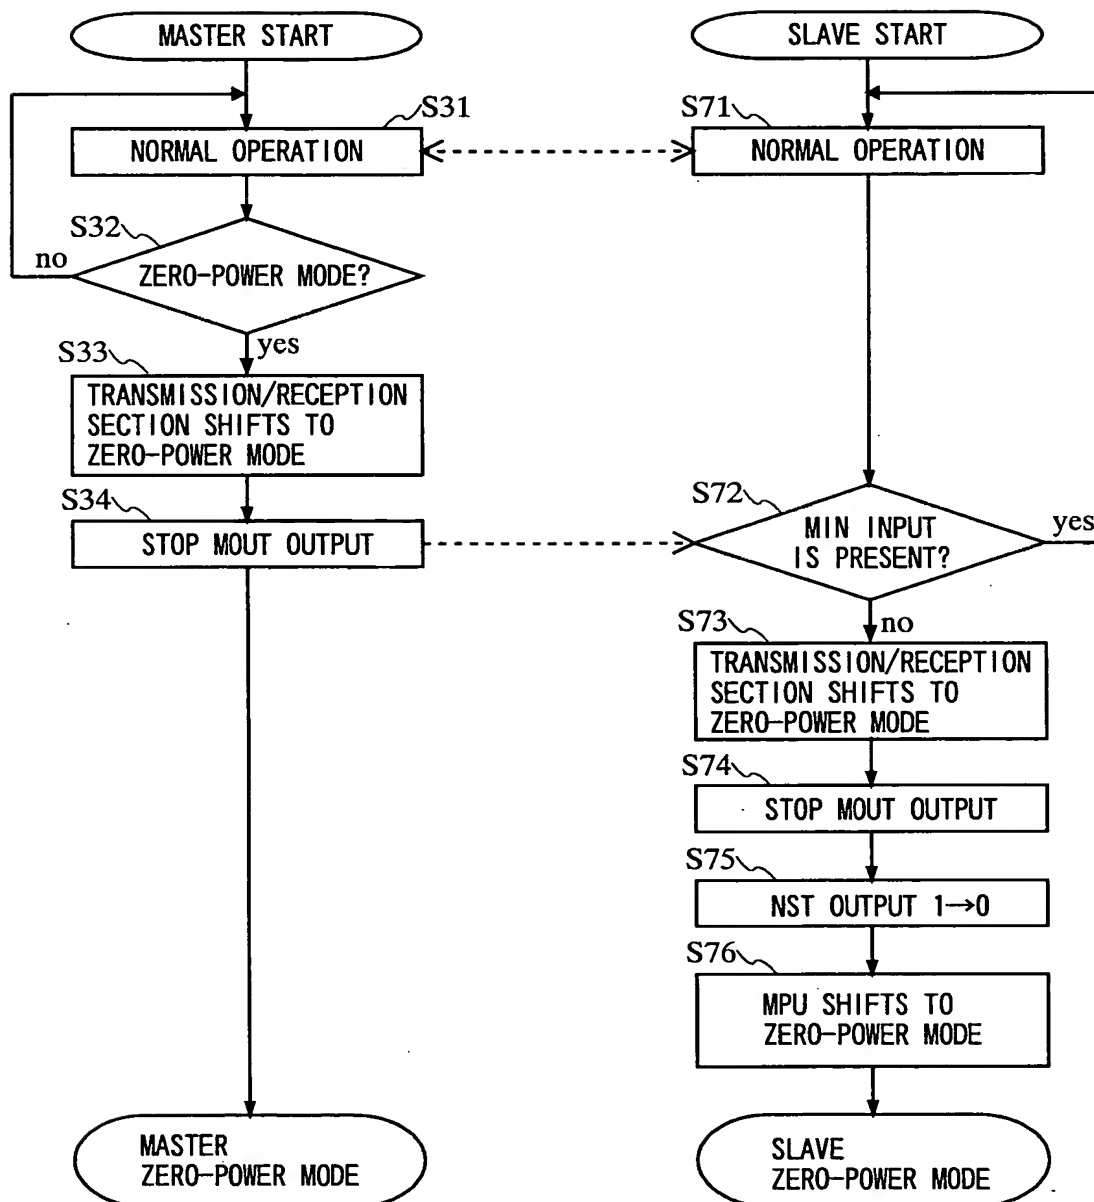 MASTER START
S31
NORMAL OPERATION
S32
no
ZERO-POWER MODE?
yes
S33
TRANSMISSION/RECEPTION
SECTION SHIFTS TO
ZERO-POWER MODE
S34
STOP MOUT OUTPUT
MASTER
ZERO-POWER MODE
SLAVE START
S71
NORMAL OPERATION
S72
MIN INPUT
IS PRESENT?
yes
no
S73
TRANSMISSION/RECEPTION
SECTION SHIFTS TO
ZERO-POWER MODE
S74
STOP MOUT OUTPUT
S75
NST OUTPUT 1→0
S76
MPU SHIFTS TO
ZERO-POWER MODE
SLAVE
ZERO-POWER MODE